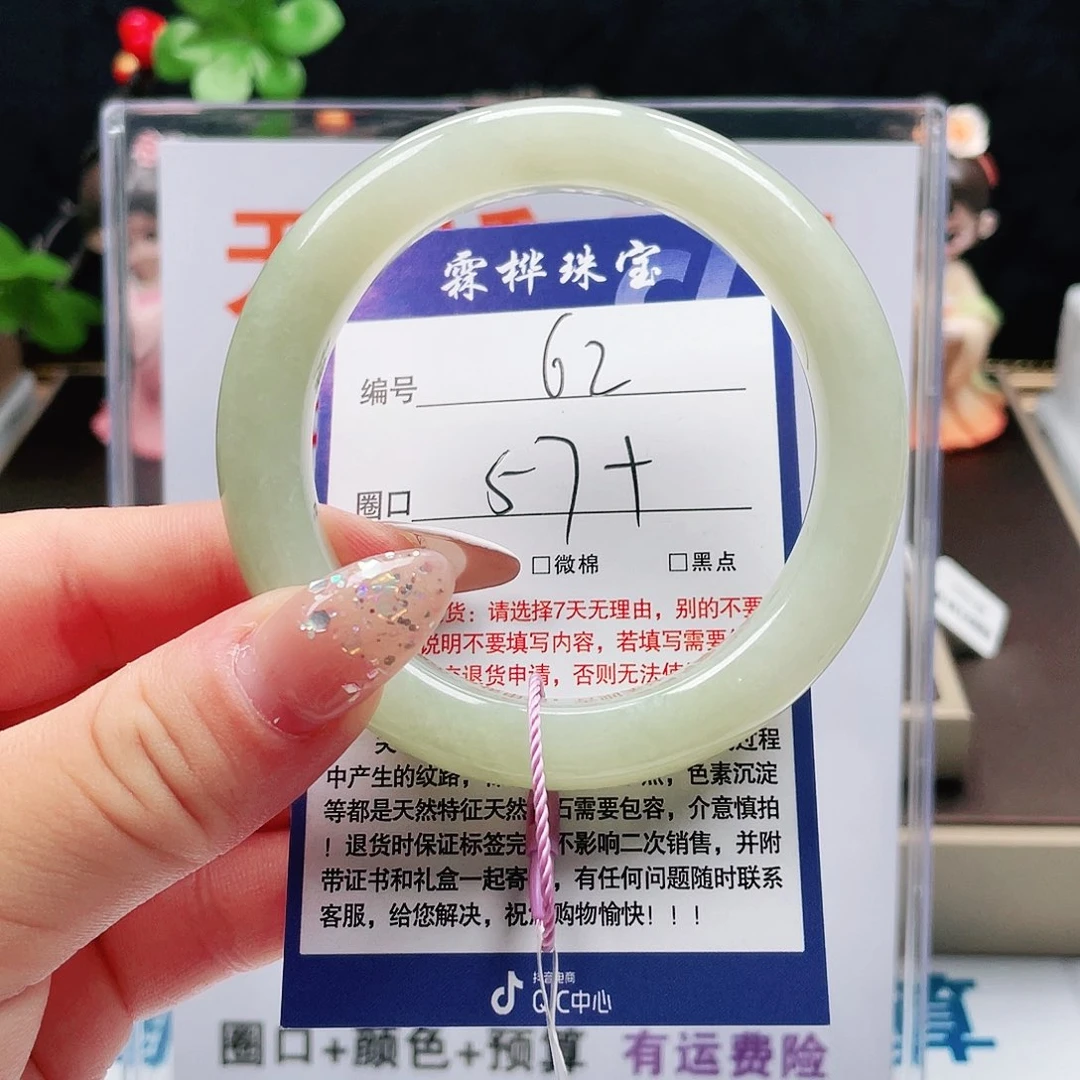 霖桦珠宝
编号 62
圈口 57+
□微棉 □黑点
货：请选择7天无理由，别的不要
说明不要填写内容，若填写需要
退货申请，否则无法
过程
中产生的纹路， 点，色素沉淀
等都是天然特征天然 石需要包容，介意慎拍
！退货时保证标签完 不影响二次销售，并附
带证书和礼盒一起寄 ，有任何问题随时联系
客服，给您解决，祝 购物愉快！！！
抖音电商
QIC中心
圈口+颜色+预算 有运费险